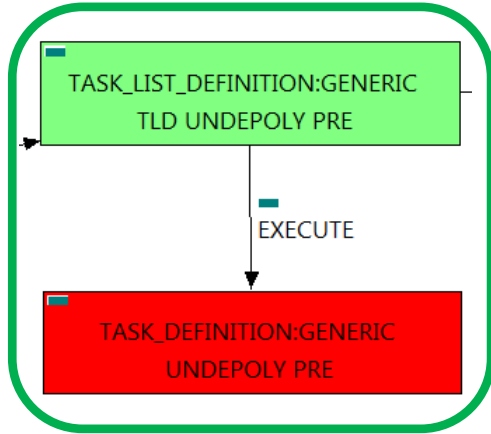 TASK_LIST_DEFINITION:GENERIC
TLD UNDEPOLY PRE
EXECUTE
TASK_DEFINITION:GENERIC
UNDEPOLY PRE